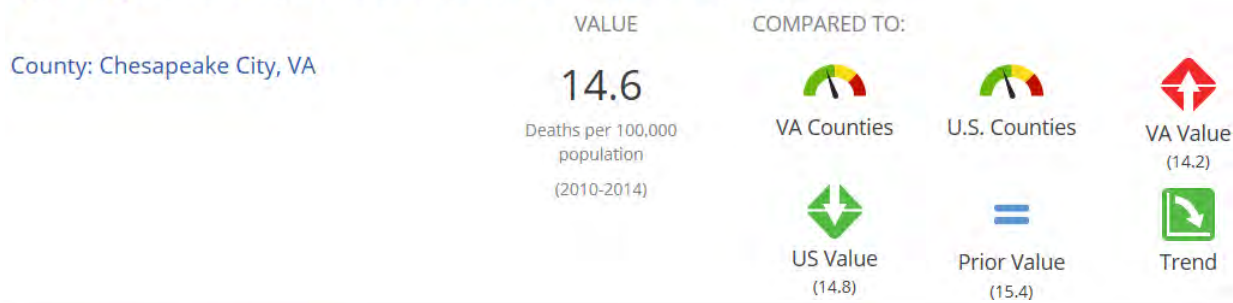 VALUE
COMPARED TO:
County: Chesapeake City, VA
14.6
Deaths per 100,000
population
(2010-2014)
VA Counties
U.S. Counties
VA Value
(14.2)
US Value
(14.8)
Prior Value
(15.4)
Trend